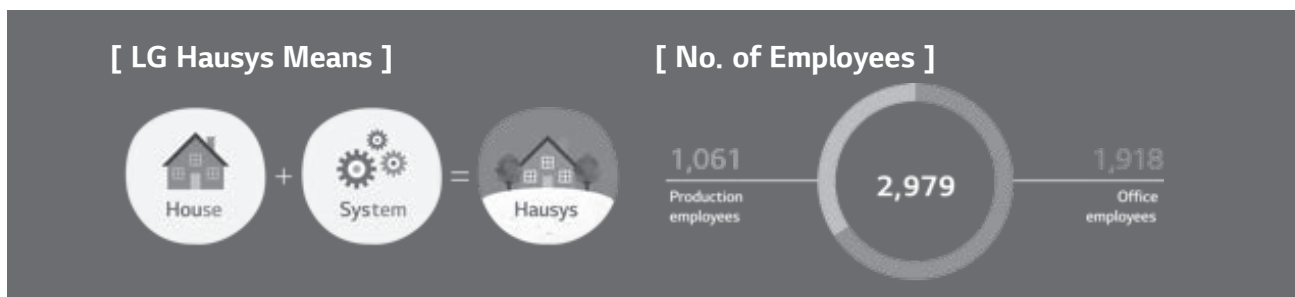 [ LG Hausys Means ]
House
+
System
=
Hausys
[ No. of Employees ]
1,061
Production
employees
2,979
1,918
Office
employees